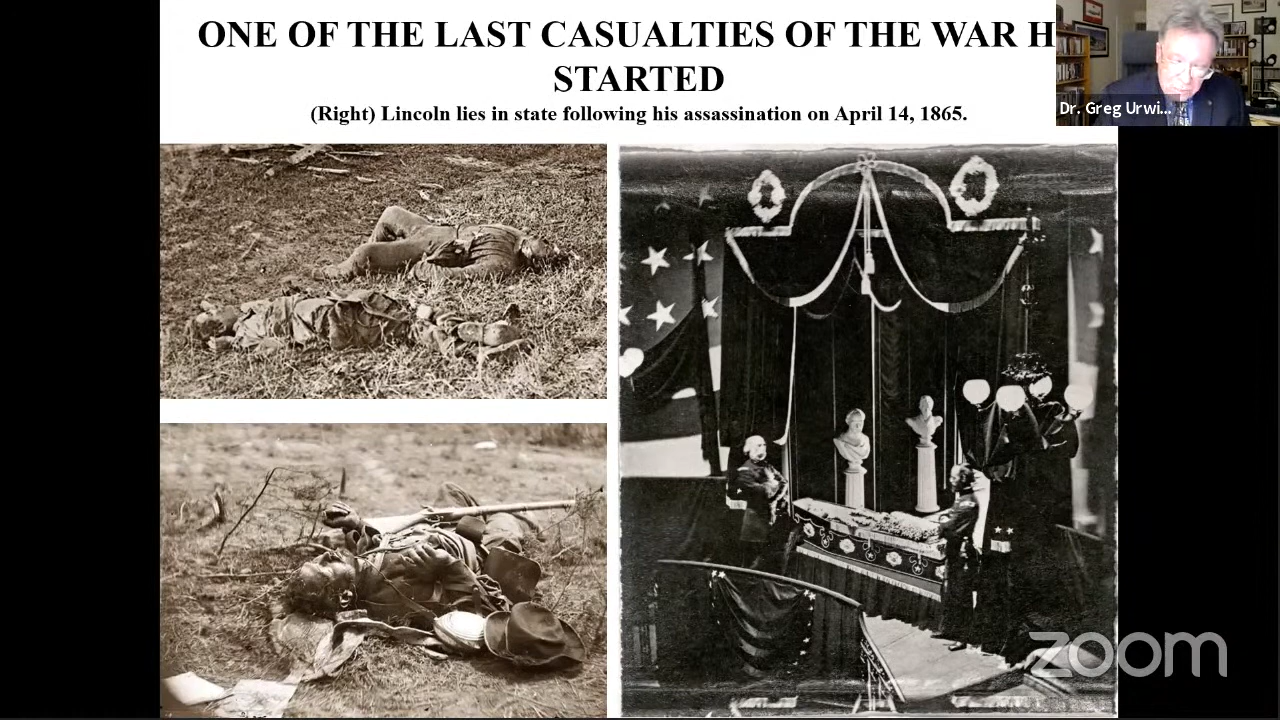 ONE OF THE LAST CASUALTIES OF THE WAR H
STARTED
(Right) Lincoln lies in state following his assassination on April 14, 1865.
Dr. Greg Urwi...
zoom